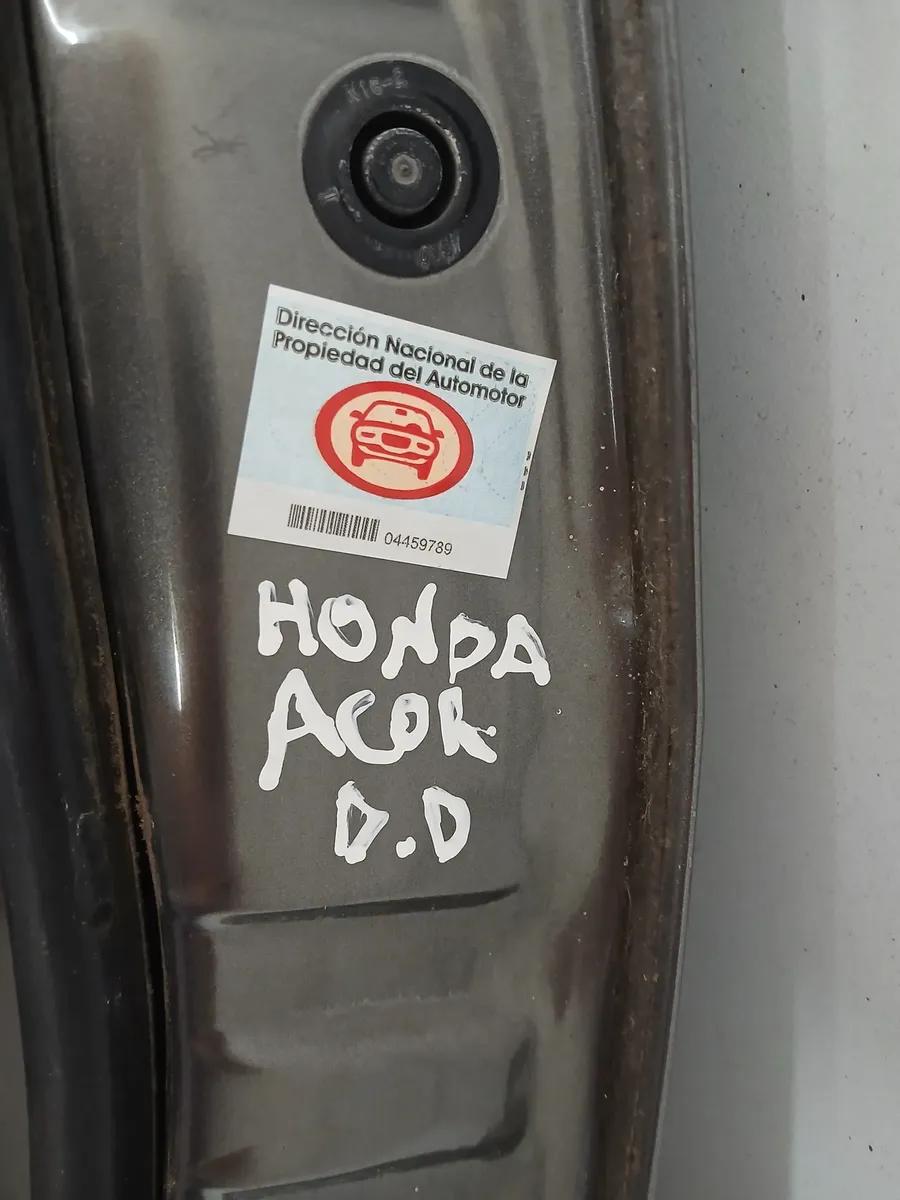 Dirección Nacional de la
Propiedad del Automotor
04459789
HONDA
ACOR
D.D